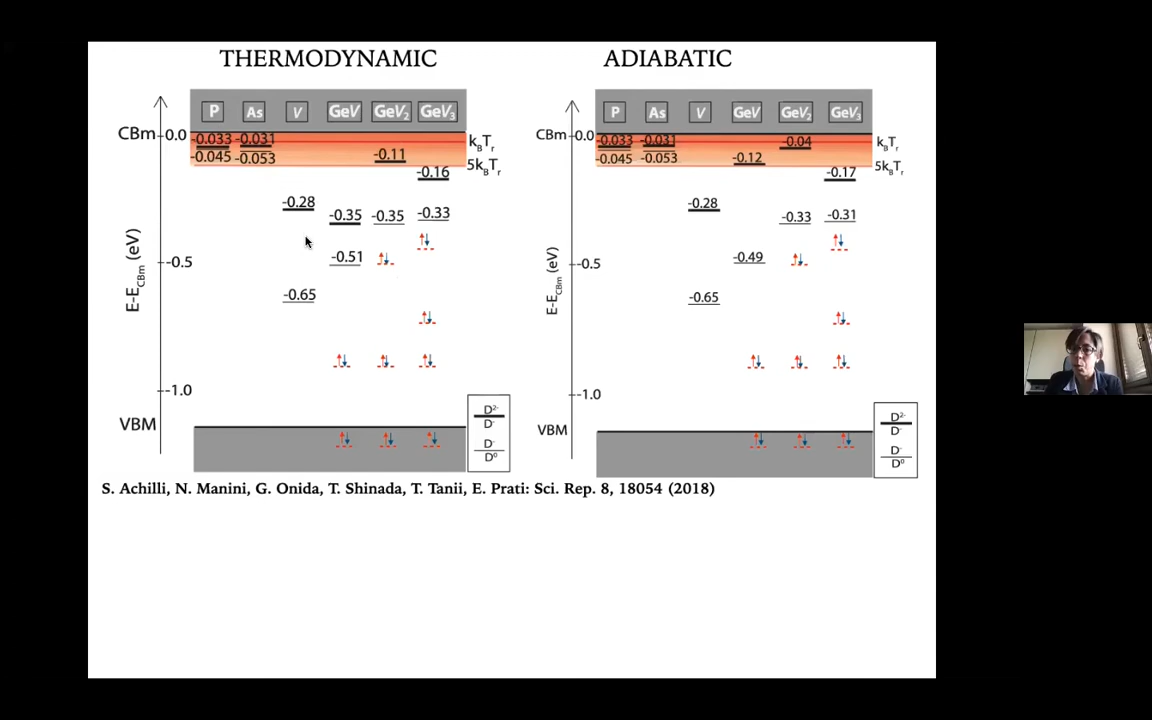 THERMODYNAMIC
P As V GeV GeV₂ GeV₃
CBm 0.0
-0.033 -0.031 kBTr
-0.045 -0.053 -0.11 5kBTr
-0.16
-0.28
-0.35 -0.35 -0.33
-0.51
-0.5
-0.65
-1.0
VBM
E-ECBm (eV)
D²⁻
D⁻
D⁻
D⁰
ADIABATIC
P As V GeV GeV₂ GeV₃
CBm 0.0
-0.033 -0.031 -0.04 kBTr
-0.045 -0.053 -0.12 5kBTr
-0.17
-0.28
-0.33 -0.31
-0.49
-0.5
-0.65
-1.0
VBM
E-ECBm (eV)
D²⁻
D⁻
D⁻
D⁰
S. Achilli, N. Manini, G. Onida, T. Shinada, T. Tanii, E. Prati: Sci. Rep. 8, 18054 (2018)